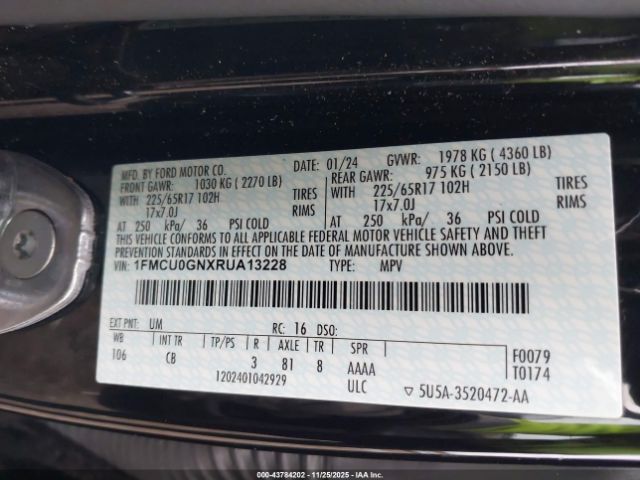 MFD. BY FORD MOTOR CO.
DATE: 01/24 GVWR: 1978 KG ( 4360 LB)
FRONT GAWR: 1030 KG ( 2270 LB) REAR GAWR: 975 KG ( 2150 LB)
WITH 225/65R17 102H TIRES WITH 225/65R17 102H TIRES
17x7.0J RIMS 17x7.0J RIMS
AT 250 kPa/ 36 PSI COLD AT 250 kPa/ 36 PSI COLD
THIS VEHICLE CONFORMS TO ALL APPLICABLE FEDERAL MOTOR VEHICLE SAFETY AND THEFT
PREVENTION STANDARDS IN EFFECT ON THE DATE OF MANUFACTURE SHOWN ABOVE.
VIN: 1FMCU0GNXRUA13228 TYPE: MPV
EXT PNT: UM RC: 16 DSO:
WB INT TR TP/PS R AXLE TR SPR
106 CB 3 81 8 AAAA F0079
1202401042929 ULC T0174
5U5A-3520472-AA
000-43784202 - 11/25/2025 - IAAI, Inc.